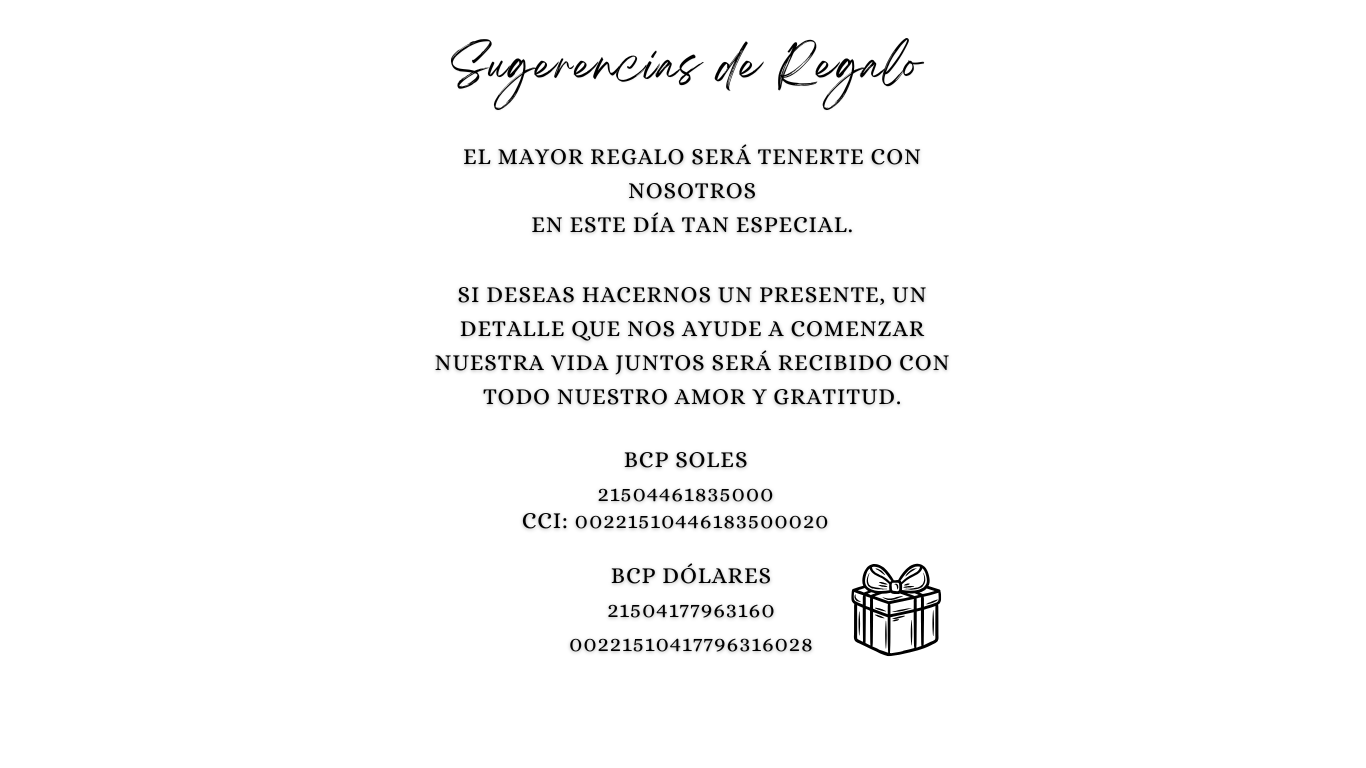 Sugerencias de Regalo
EL MAYOR REGALO SERÁ TENERTE CON
NOSOTROS
EN ESTE DÍA TAN ESPECIAL.
SI DESEAS HACERNOS UN PRESENTE, UN
DETALLE QUE NOS AYUDE A COMENZAR
NUESTRA VIDA JUNTOS SERÁ RECIBIDO CON
TODO NUESTRO AMOR Y GRATITUD.
BCP SOLES
21504461835000
CCI: 00221510446183500020
BCP DÓLARES
21504177963160
00221510417796316028